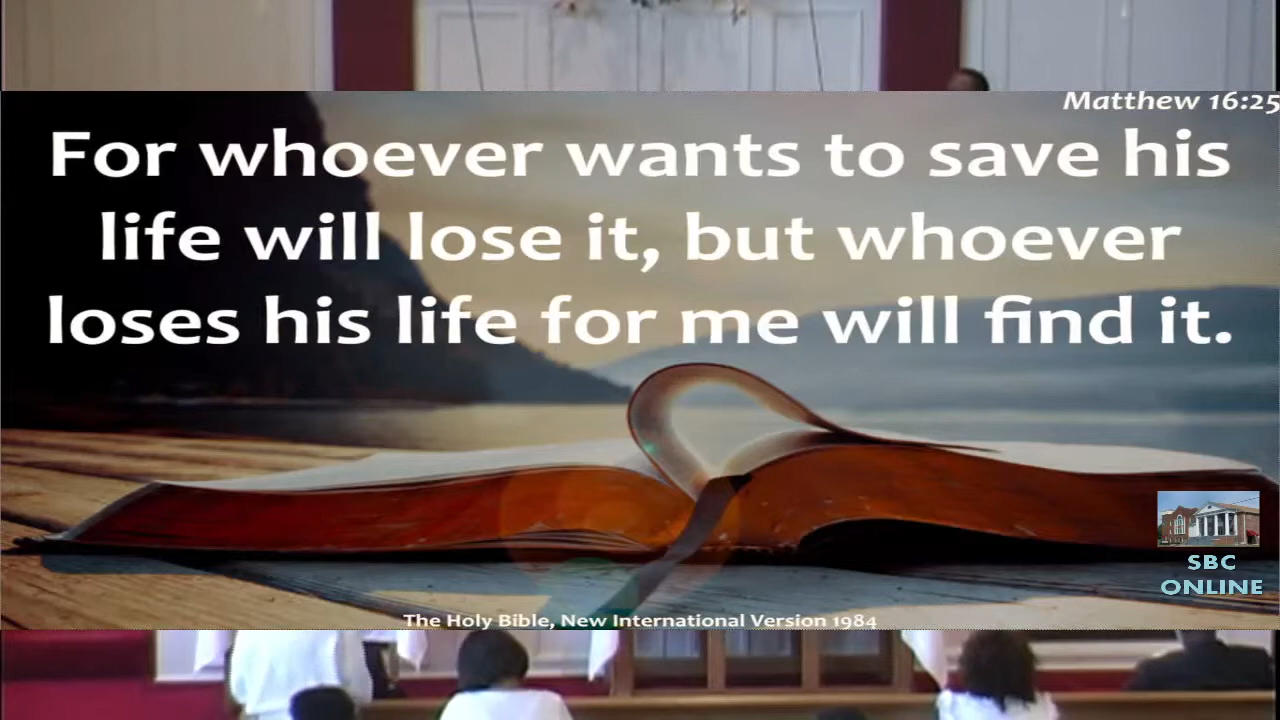 Matthew 16:25
For whoever wants to save his
life will lose it, but whoever
loses his life for me will find it.
SBC
ONLINE
The Holy Bible, New International Version 1984